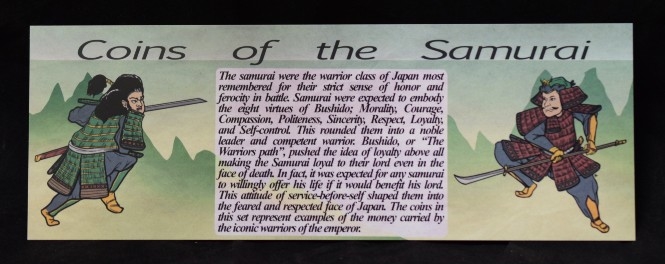 Coins of the Samurai
The samurai were the warrior class of Japan most
remembered for their strict sense of honor and
ferocity in battle. Samurai were expected to embody
the eight virtues of Bushido; Morality, Courage,
Compassion, Politeness, Sincerity, Respect, Loyalty,
and Self-control. This rounded them into a noble
leader and competent warrior. Bushido, or "The
Warriors path", pushed the idea of loyalty above all
making the Samurai loyal to their lord even in the
face of death. In fact, it was expected for any samurai
to willingly offer his life if it would benefit his lord.
This attitude of service-before-self shaped them into
the feared and respected face of Japan. The coins in
this set represent examples of the money carried by
the iconic warriors of the emperor.